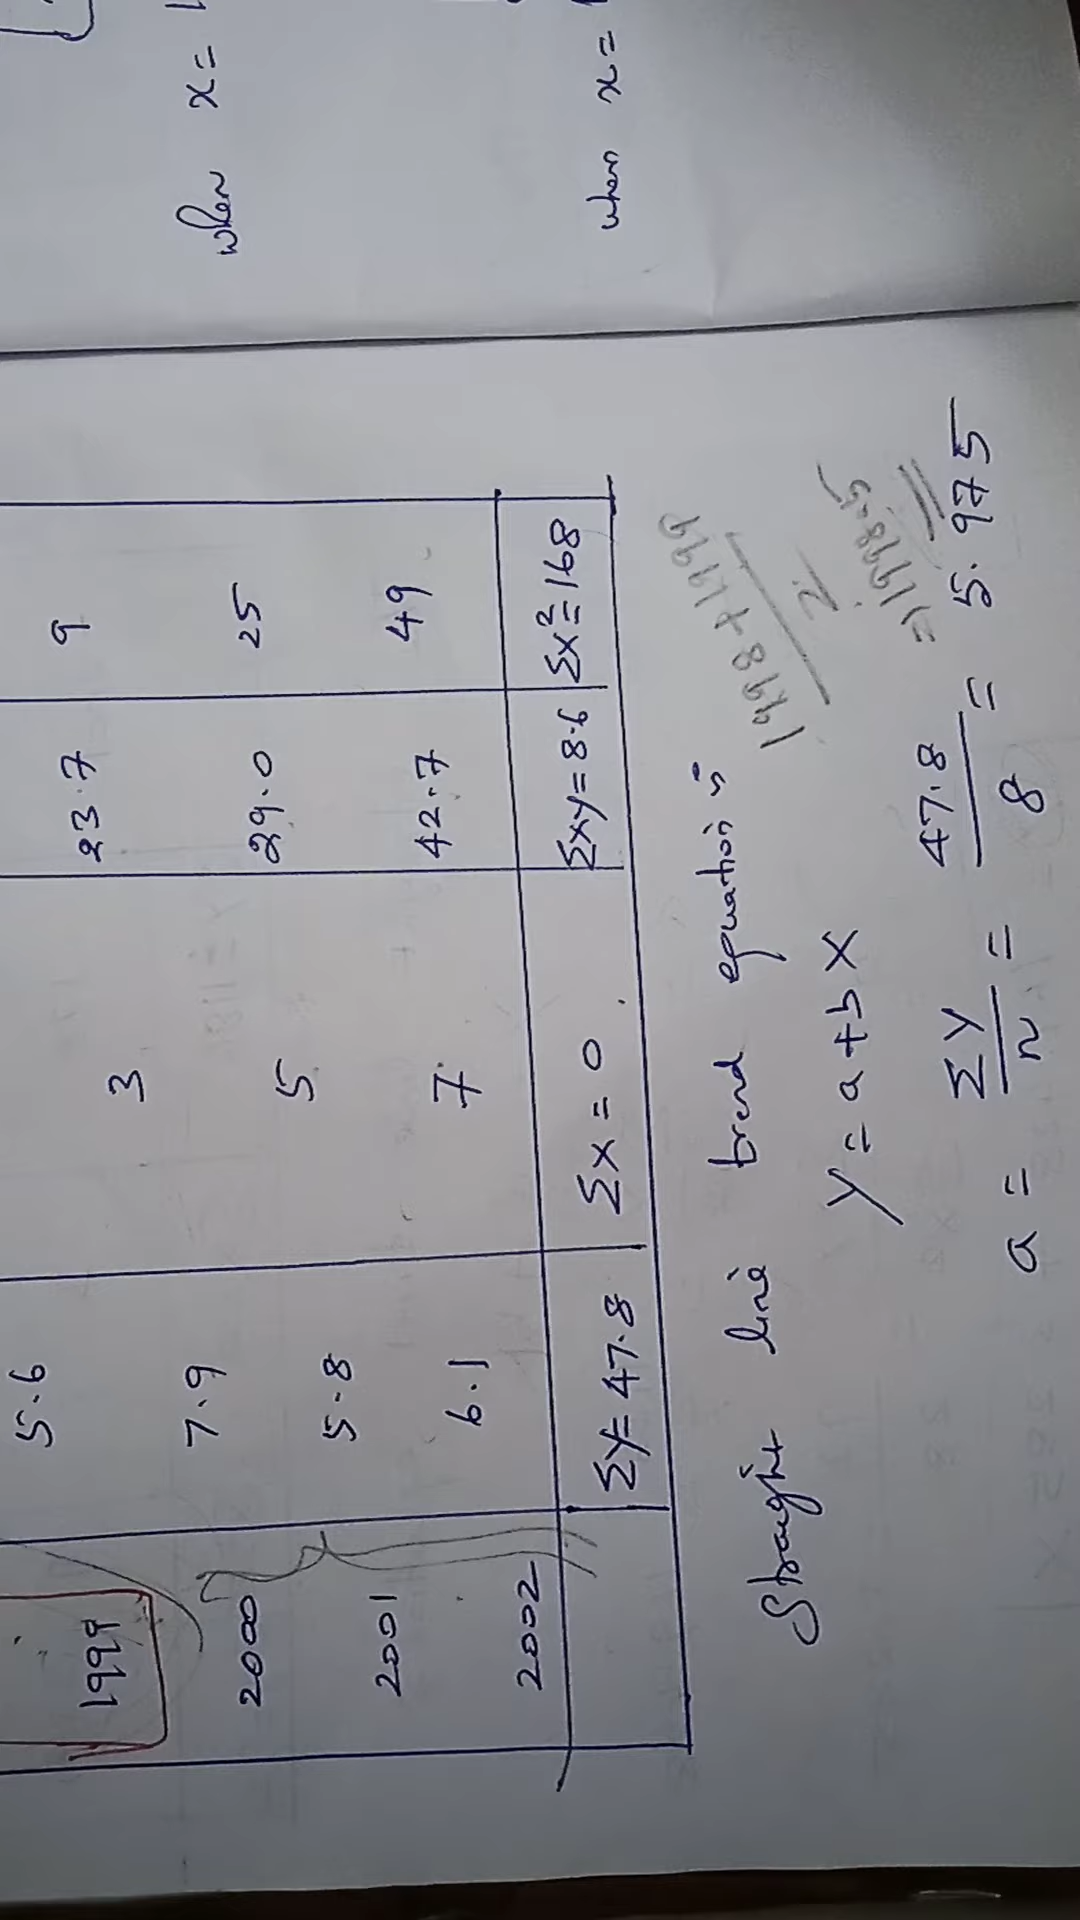 5.6
1999 7.9 3 23.7 9
2000 5.8 5 29.0 25
2001 6.1 7 42.7 49
2002
ΣY = 47.8 ΣX = 0 ΣXY = 8.6 ΣX² = 168
Straight line trend equation is
Y = a + b X
a = ΣY/n = 47.8/8 = 5.975
1998 + 1999
2
= 1998.5
when x =
when x =